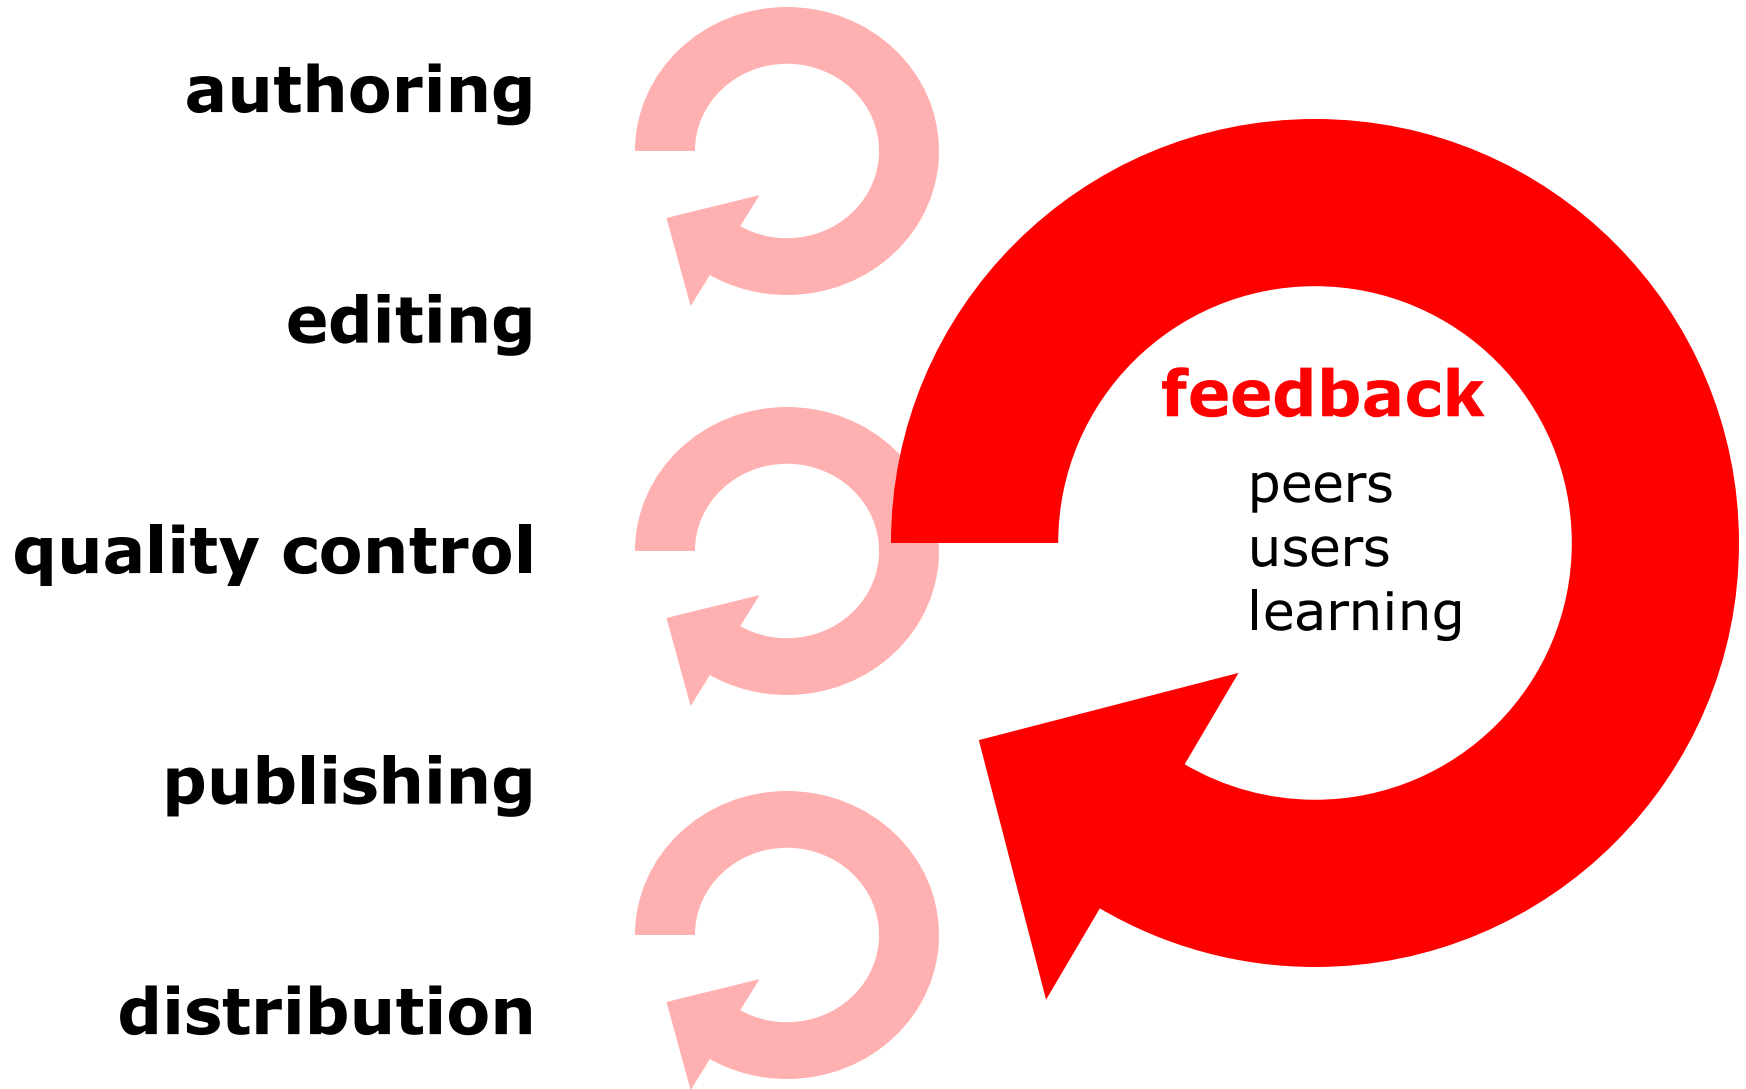 authoring
editing
quality control
publishing
distribution
feedback
peers
users
learning